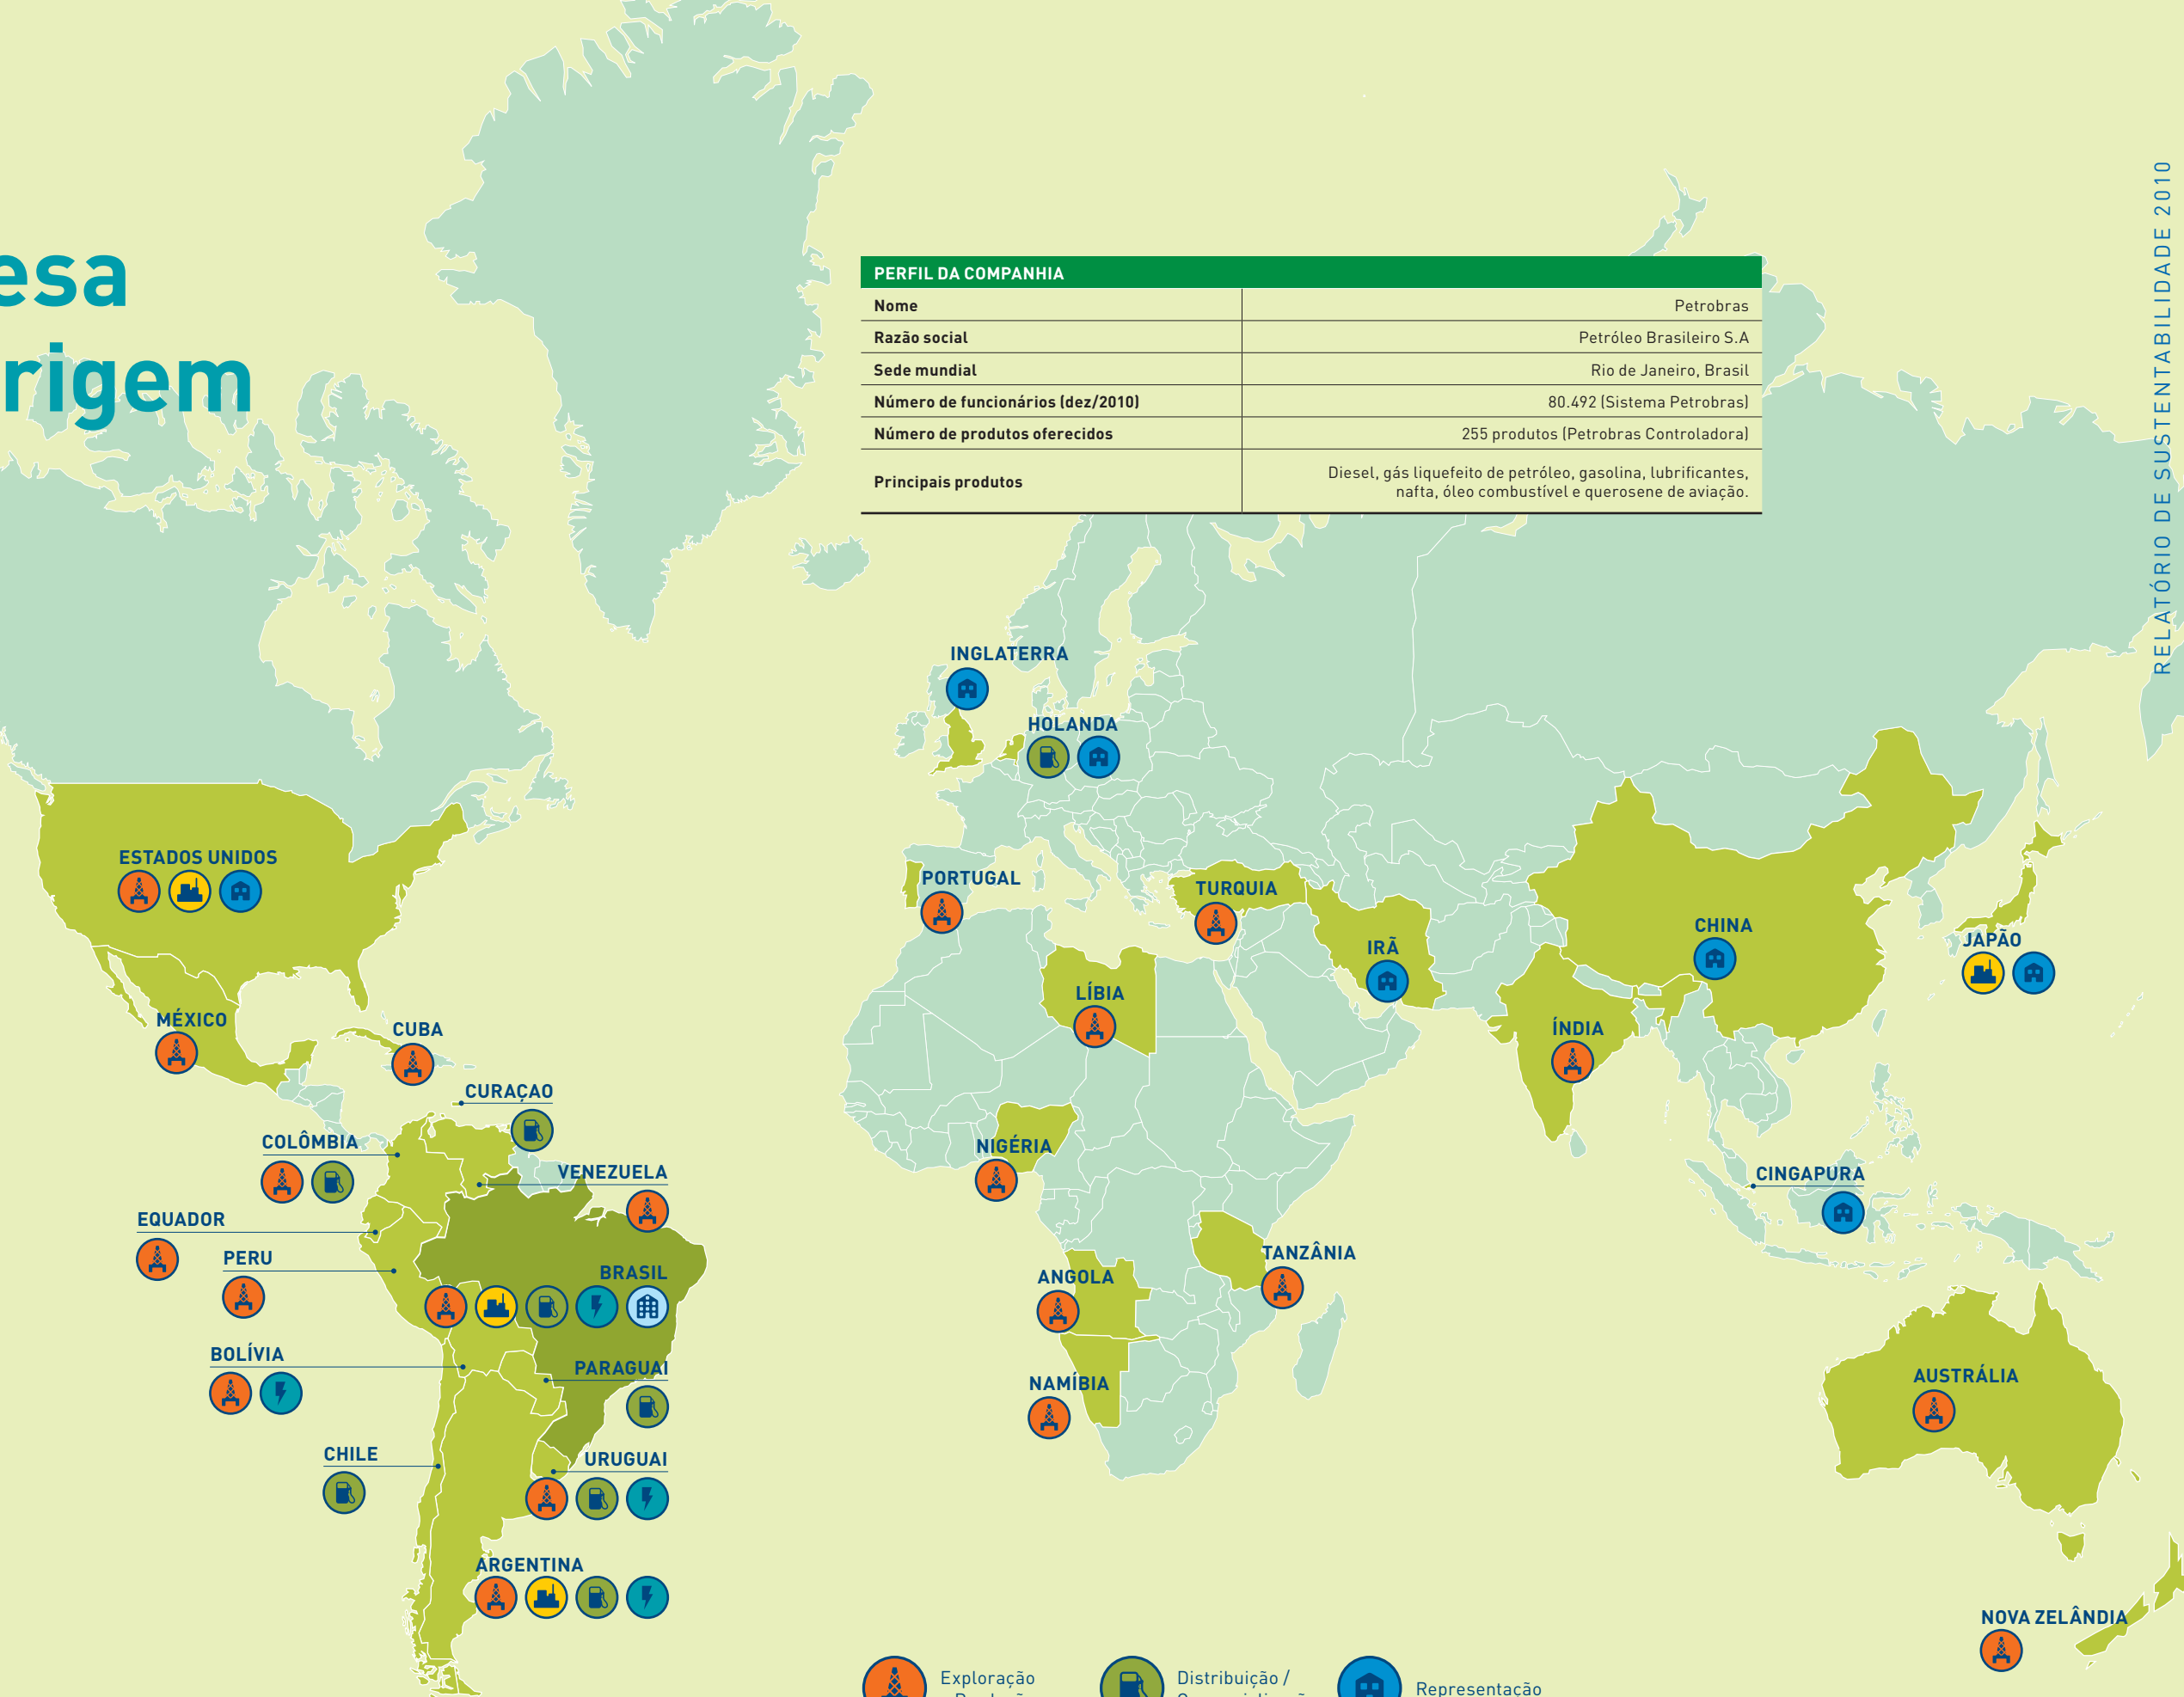 esa
rigem
RELATÓRIO DE SUSTENTABILIDADE 2010
PERFIL DA COMPANHIA
Nome Petrobras
Razão social Petróleo Brasileiro S.A
Sede mundial Rio de Janeiro, Brasil
Número de funcionários (dez/2010) 80.492 (Sistema Petrobras)
Número de produtos oferecidos 255 produtos (Petrobras Controladora)
Principais produtos Diesel, gás liquefeito de petróleo, gasolina, lubrificantes,
nafta, óleo combustível e querosene de aviação.
INGLATERRA
HOLANDA
ESTADOS UNIDOS
PORTUGAL
TURQUIA
CHINA
JAPÃO
IRÃ
LÍBIA
MÉXICO
CUBA
ÍNDIA
CURAÇAO
COLÔMBIA
NIGÉRIA
VENEZUELA
CINGAPURA
EQUADOR
PERU
TANZÂNIA
BRASIL
ANGOLA
BOLÍVIA
PARAGUAI
NAMÍBIA
AUSTRÁLIA
CHILE
URUGUAI
ARGENTINA
NOVA ZELÂNDIA
Exploração
Distribuição /
Representação